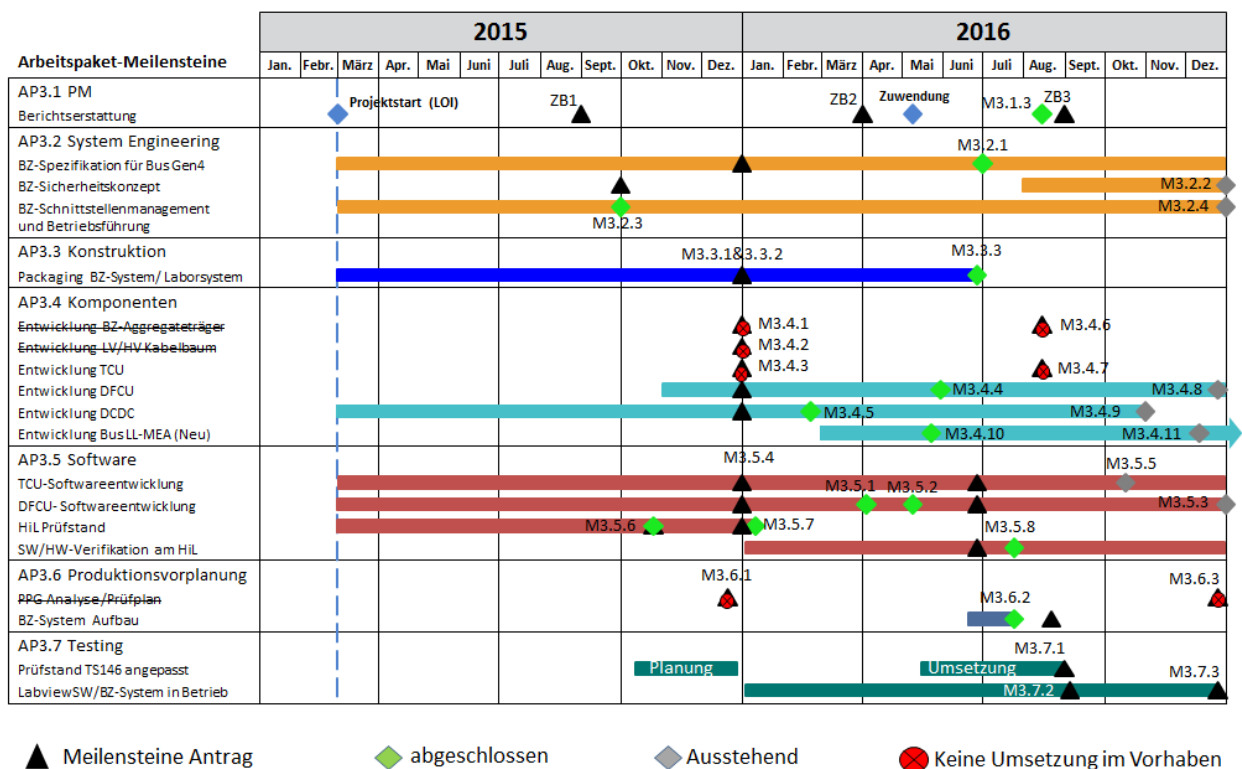 2015 2016
Arbeitspaket-Meilensteine Jan. Febr. März Apr. Mai Juni Juli Aug. Sept. Okt. Nov. Dez. Jan. Febr. März Apr. Mai Juni Juli Aug. Sept. Okt. Nov. Dez.
AP3.1 PM
Projektstart (LOI) ZB1 ZB2 Zuwendung M3.1.3 ZB3
Berichtserstattung
AP3.2 System Engineering
M3.2.1
BZ-Spezifikation für Bus Gen4
BZ-Sicherheitskonzept M3.2.2
BZ-Schnittstellenmanagement M3.2.4
und Betriebsführung M3.2.3
AP3.3 Konstruktion
M3.3.1&3.3.2 M3.3.3
Packaging BZ-System/ Laborsystem
AP3.4 Komponenten
Entwicklung BZ-Aggregateträger M3.4.1 M3.4.6
Entwicklung LV/HV Kabelbaum M3.4.2
Entwicklung TCU M3.4.3 M3.4.7
Entwicklung DFCU M3.4.4 M3.4.8
Entwicklung DCDC M3.4.5 M3.4.9
Entwicklung Bus LL-MEA (Neu) M3.4.10 M3.4.11
AP3.5 Software M3.5.4
M3.5.5
TCU-Softwareentwicklung
M3.5.1 M3.5.2
DFCU- Softwareentwicklung M3.5.3
HiL Prüfstand M3.5.6 M3.5.7 M3.5.8
SW/HW-Verifikation am HiL
AP3.6 Produktionsvorplanung M3.6.1 M3.6.3
PPG Analyse/Prüfplan M3.6.2
BZ-System Aufbau
AP3.7 Testing M3.7.1
Prüfstand TS146 angepasst Planung Umsetzung M3.7.3
LabviewSW/BZ-System in Betrieb M3.7.2
Meilensteine Antrag abgeschlossen Ausstehend Keine Umsetzung im Vorhaben